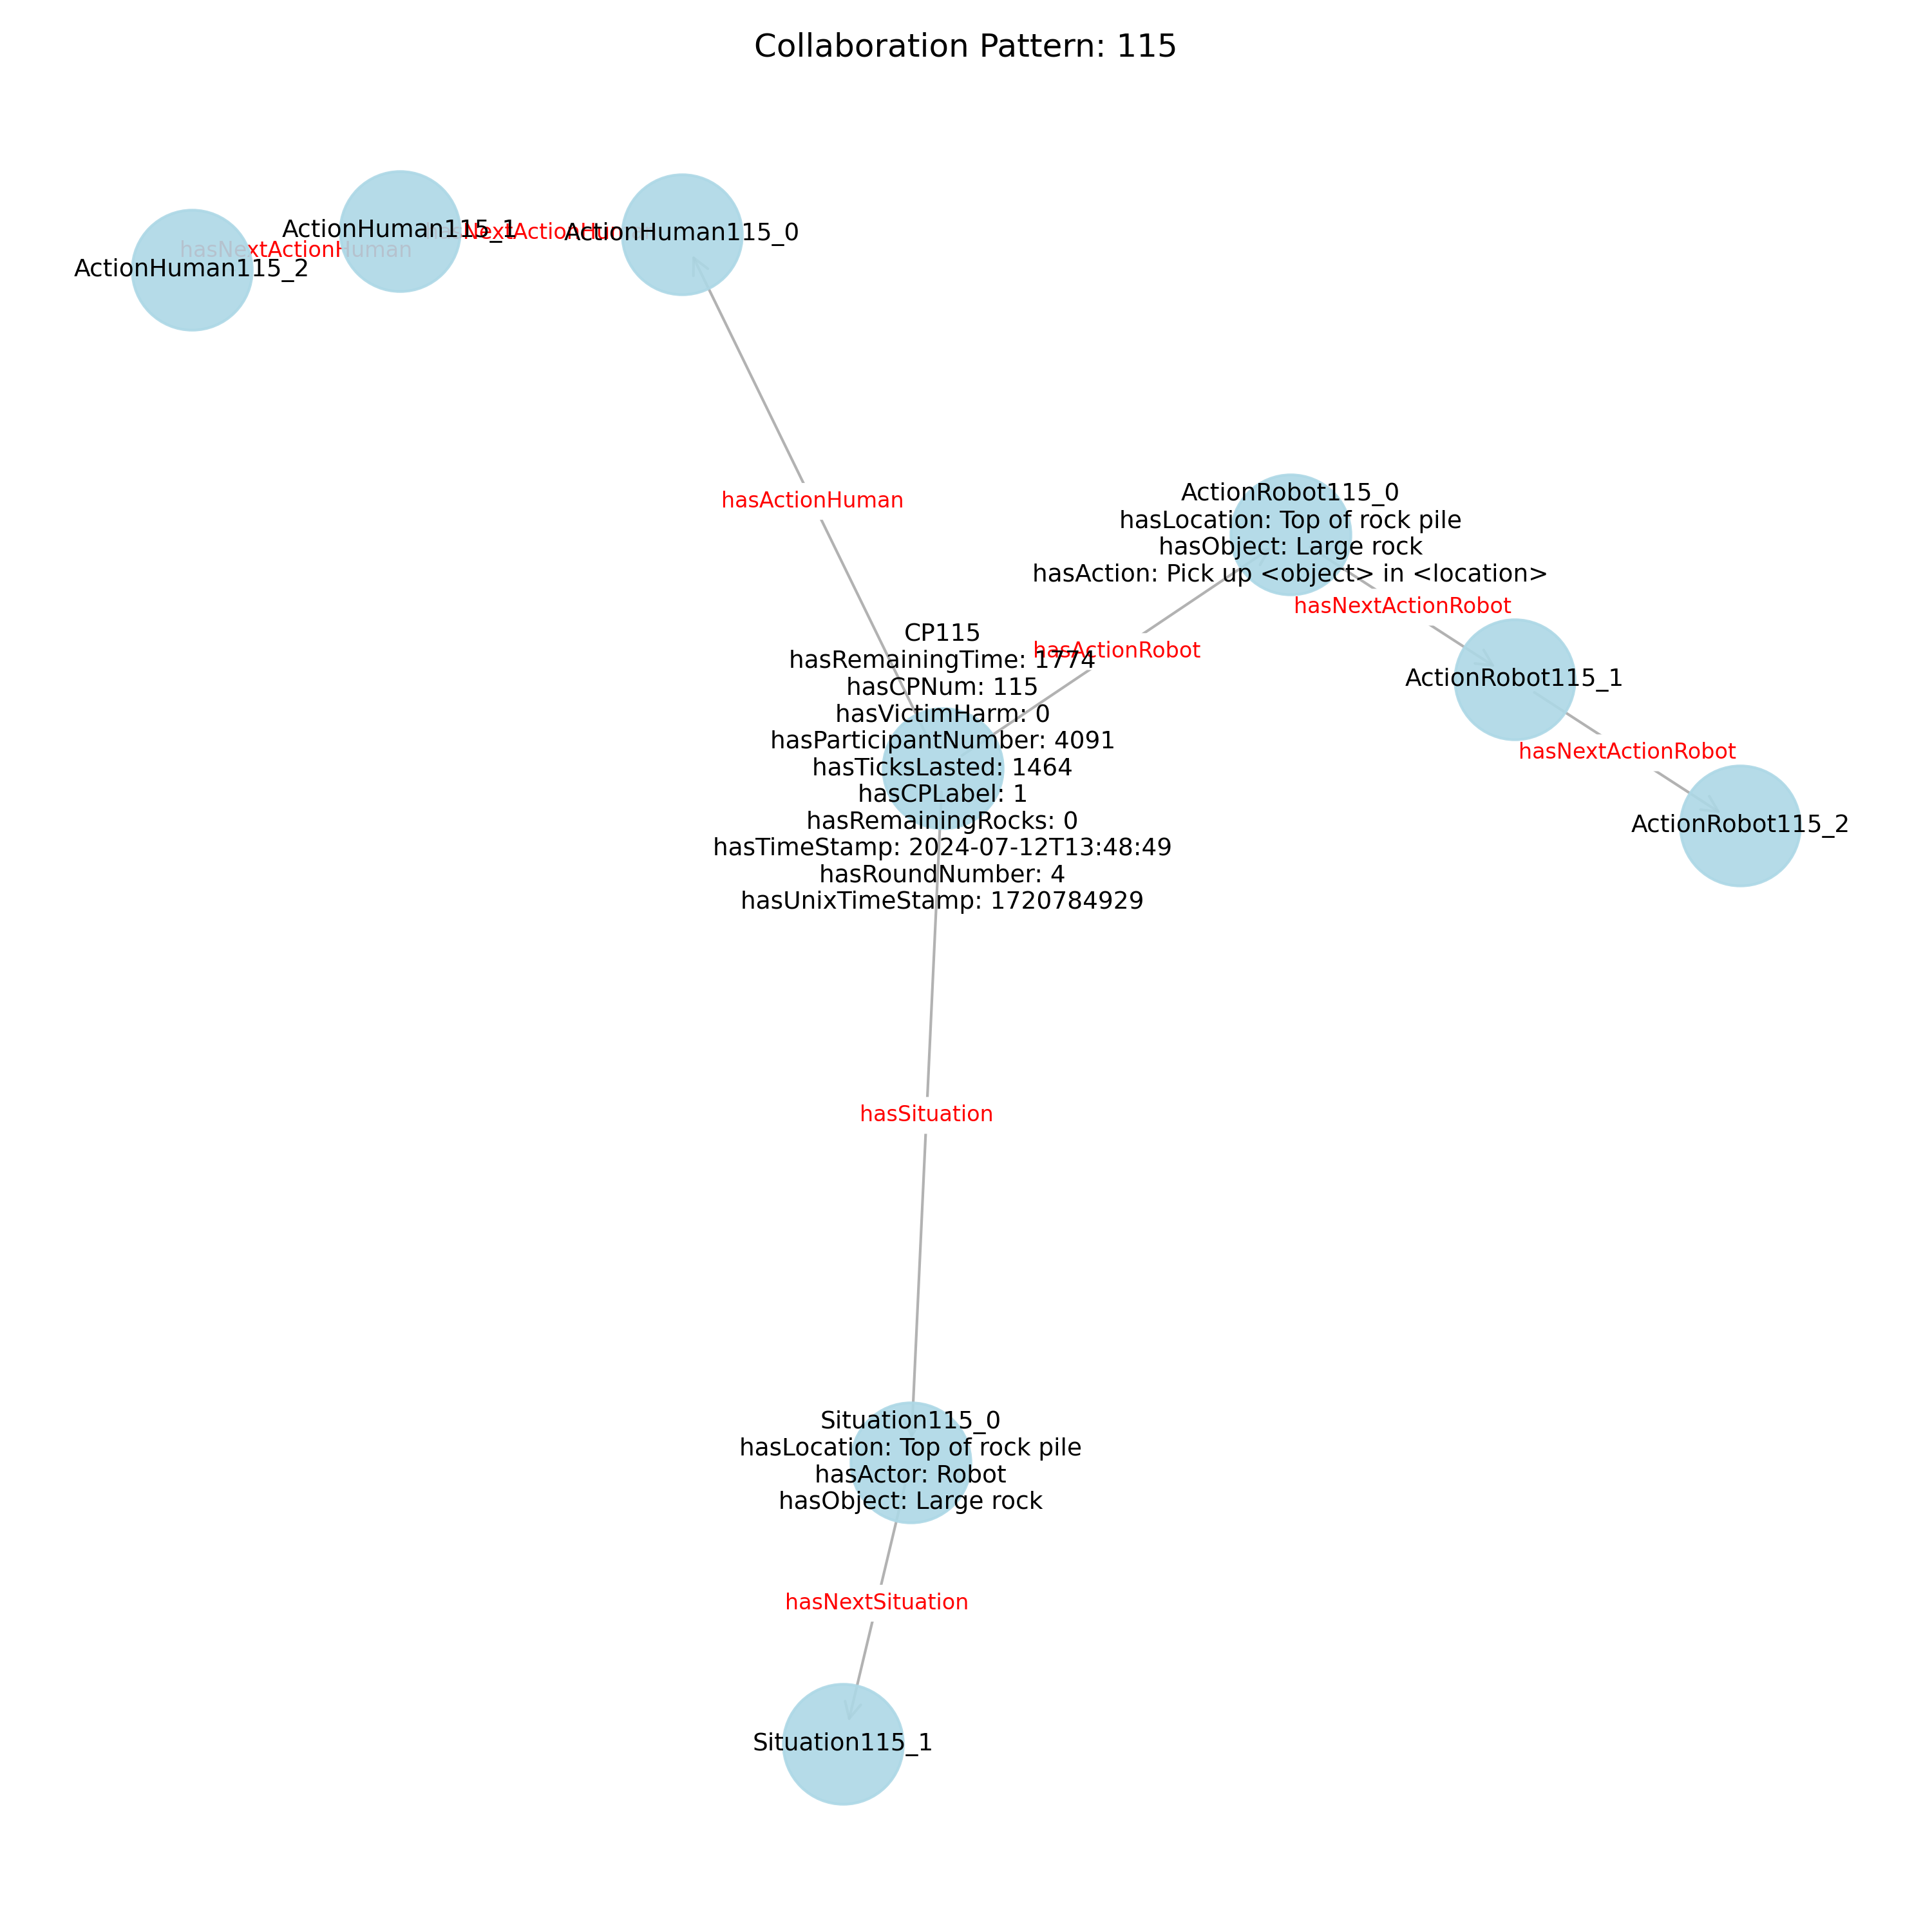 Collaboration Pattern: 115
ActionHuman115_2
hasNextActionHuman
ActionHuman115_1
ActionHuman115_0
hasActionHuman
ActionRobot115_0
hasLocation: Top of rock pile
hasObject: Large rock
hasAction: Pick up <object> in <location>
hasNextActionRobot
hasActionRobot
ActionRobot115_1
hasNextActionRobot
ActionRobot115_2
CP115
hasRemainingTime: 1774
hasCPNum: 115
hasVictimHarm: 0
hasParticipantNumber: 4091
hasTicksLasted: 1464
hasCPLabel: 1
hasRemainingRocks: 0
hasTimeStamp: 2024-07-12T13:48:49
hasRoundNumber: 4
hasUnixTimeStamp: 1720784929
hasSituation
Situation115_0
hasLocation: Top of rock pile
hasActor: Robot
hasObject: Large rock
hasNextSituation
Situation115_1